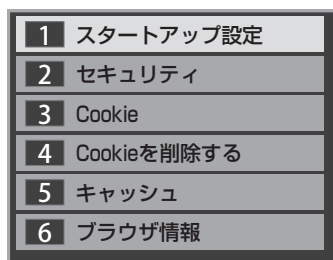 1 スタートアップ設定
2 セキュリティ
3 Cookie
4 Cookieを削除する
5 キャッシュ
6 ブラウザ情報